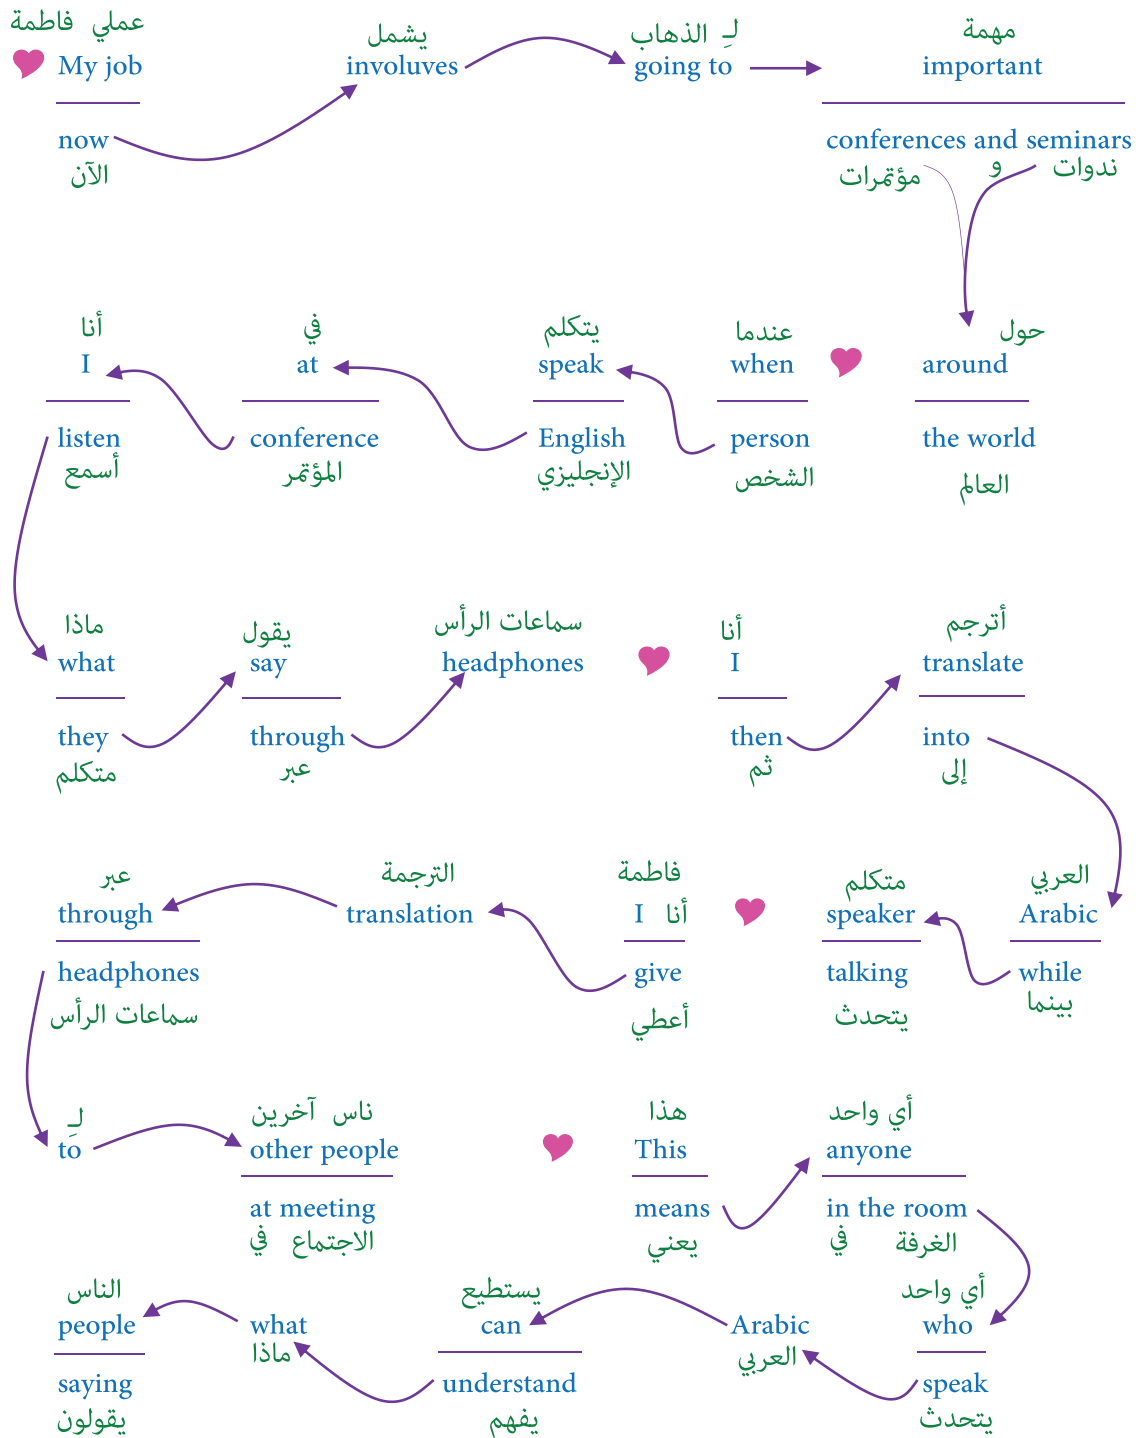 عملي فاطمة
يشمل
لـِ الذهاب
مهمة
My job
involuves
going to
important
now
conferences and seminars
الآن
مؤتمرات
و
ندوات
أنا
في
يتكلم
عندما
حول
I
at
speak
when
around
listen
conference
English
person
the world
أسمع
المؤتمر
الإنجليزي
الشخص
العالم
ماذا
يقول
سماعات الرأس
أنا
أترجم
what
say
headphones
I
translate
they
through
then
into
متكلم
عبر
ثم
إلى
عبر
الترجمة
فاطمة
متكلم
العربي
through
translation
I أنا
speaker
Arabic
headphones
give
talking
while
سماعات الرأس
أعطي
يتحدث
بينما
لـِ
ناس آخرين
هذا
أي واحد
to
other people
This
anyone
at meeting
means
in the room
في
الاجتماع
يعني
في
الغرفة
الناس
يستطيع
أي واحد
people
what
can
Arabic
who
ماذا
العربي
saying
understand
speak
يقولون
يفهم
يتحدث